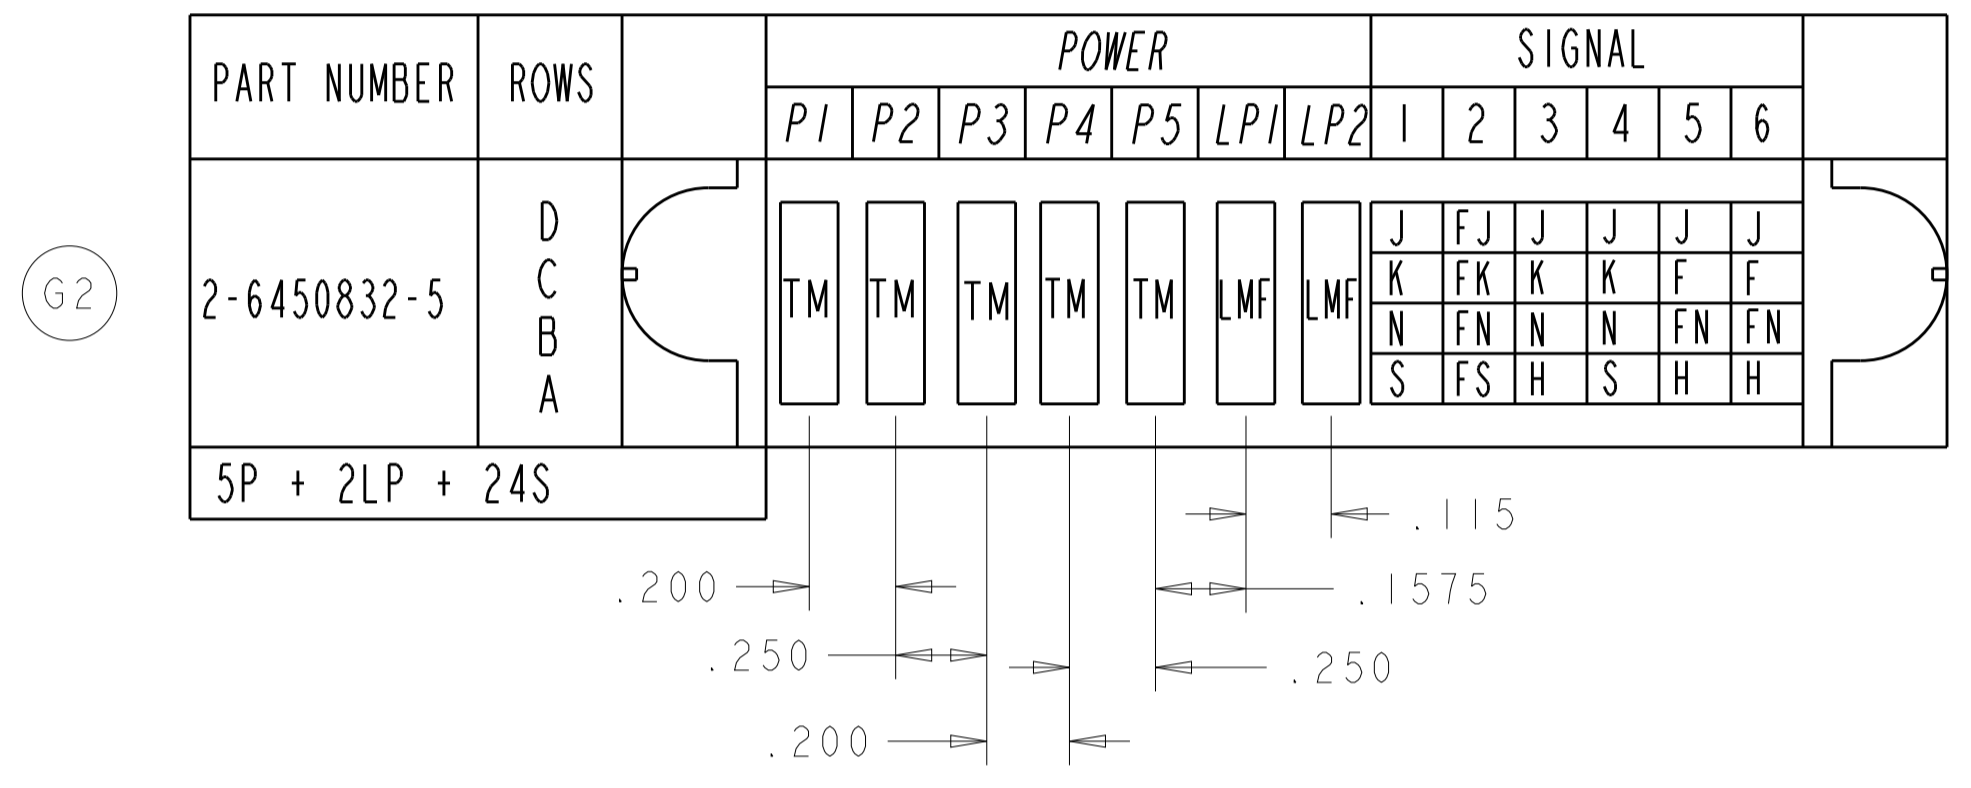 POWER SIGNAL
PART NUMBER ROWS
P1 P2 P3 P4 P5 LP1 LP2 1 2 3 4 5 6
D
C
B
A
J FJ J J J J
K FK K K F F
N FN N N FN FN
S FS H S H H
G2
2-6450832-5
TM TM TM TM TM LMF LMF
5P + 2LP + 24S
.115
.200
.1575
.250
.250
.200